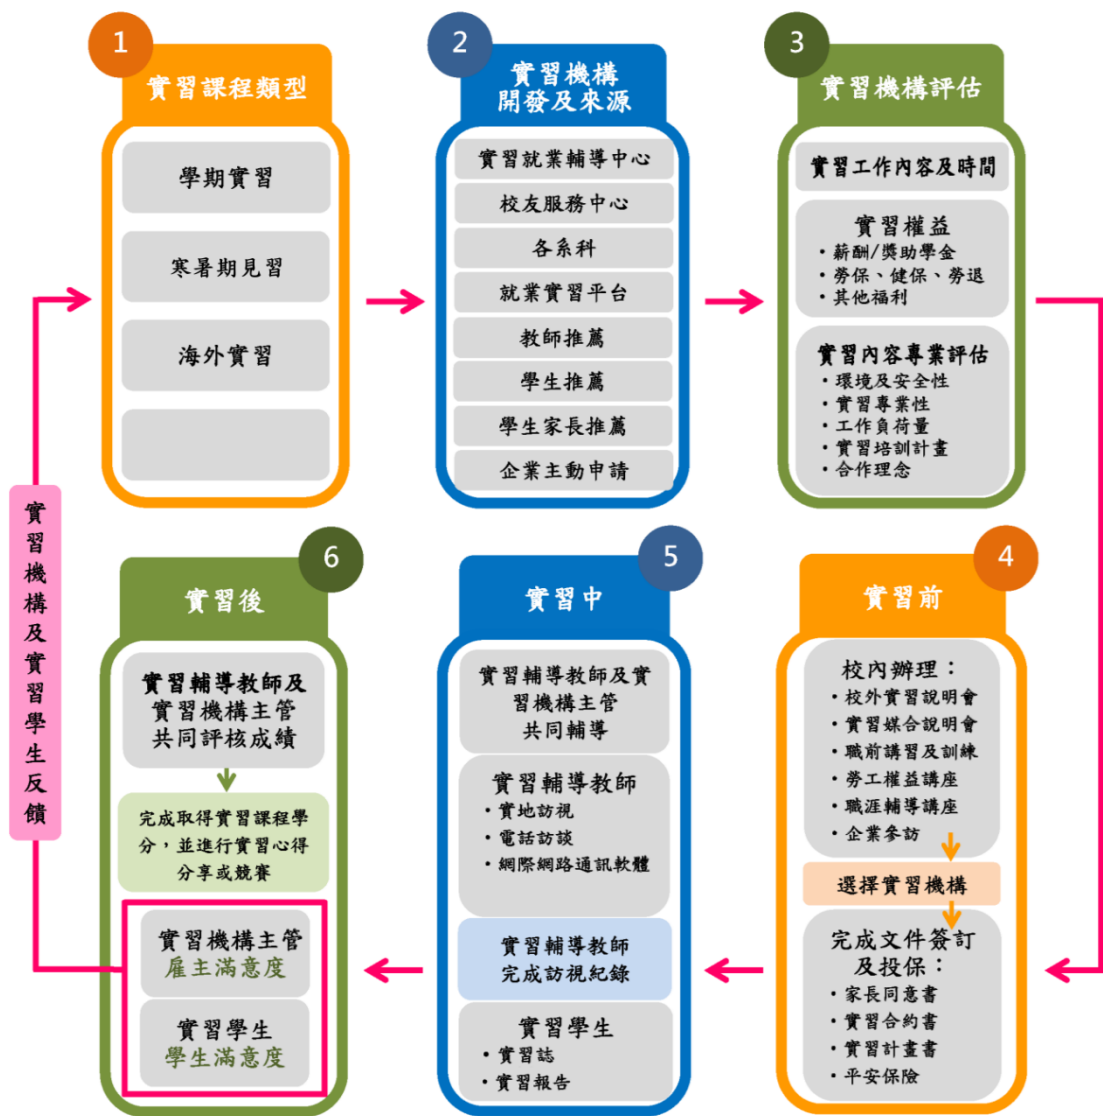 1
實習課程類型
學期實習
寒暑期見習
海外實習
2
實習機構
開發及來源
實習就業輔導中心
校友服務中心
各系科
就業實習平台
教師推薦
學生推薦
學生家長推薦
企業主動申請
3
實習機構評估
實習工作內容及時間
實習權益
・薪酬/獎助學金
・勞保、健保、勞退
・其他福利
實習內容專業評估
・環境及安全性
・實習專業性
・工作負荷量
・實習培訓計畫
・合作理念
4
實習前
校內辦理：
・校外實習說明會
・實習媒合說明會
・職前講習及訓練
・勞工權益講座
・職涯輔導講座
・企業參訪
選擇實習機構
完成文件簽訂
及投保：
・家長同意書
・實習合約書
・實習計畫書
・平安保險
5
實習中
實習輔導教師及實
習機構主管
共同輔導
實習輔導教師
・實地訪視
・電話訪談
・網際網路通訊軟體
實習輔導教師
完成訪視紀錄
實習學生
・實習誌
・實習報告
6
實習後
實習輔導教師及
實習機構主管
共同評核成績
完成取得實習課程學
分，並進行實習心得
分享或競賽
實習機構主管
雇主滿意度
實習學生
學生滿意度
實習機構及實習學生反饋